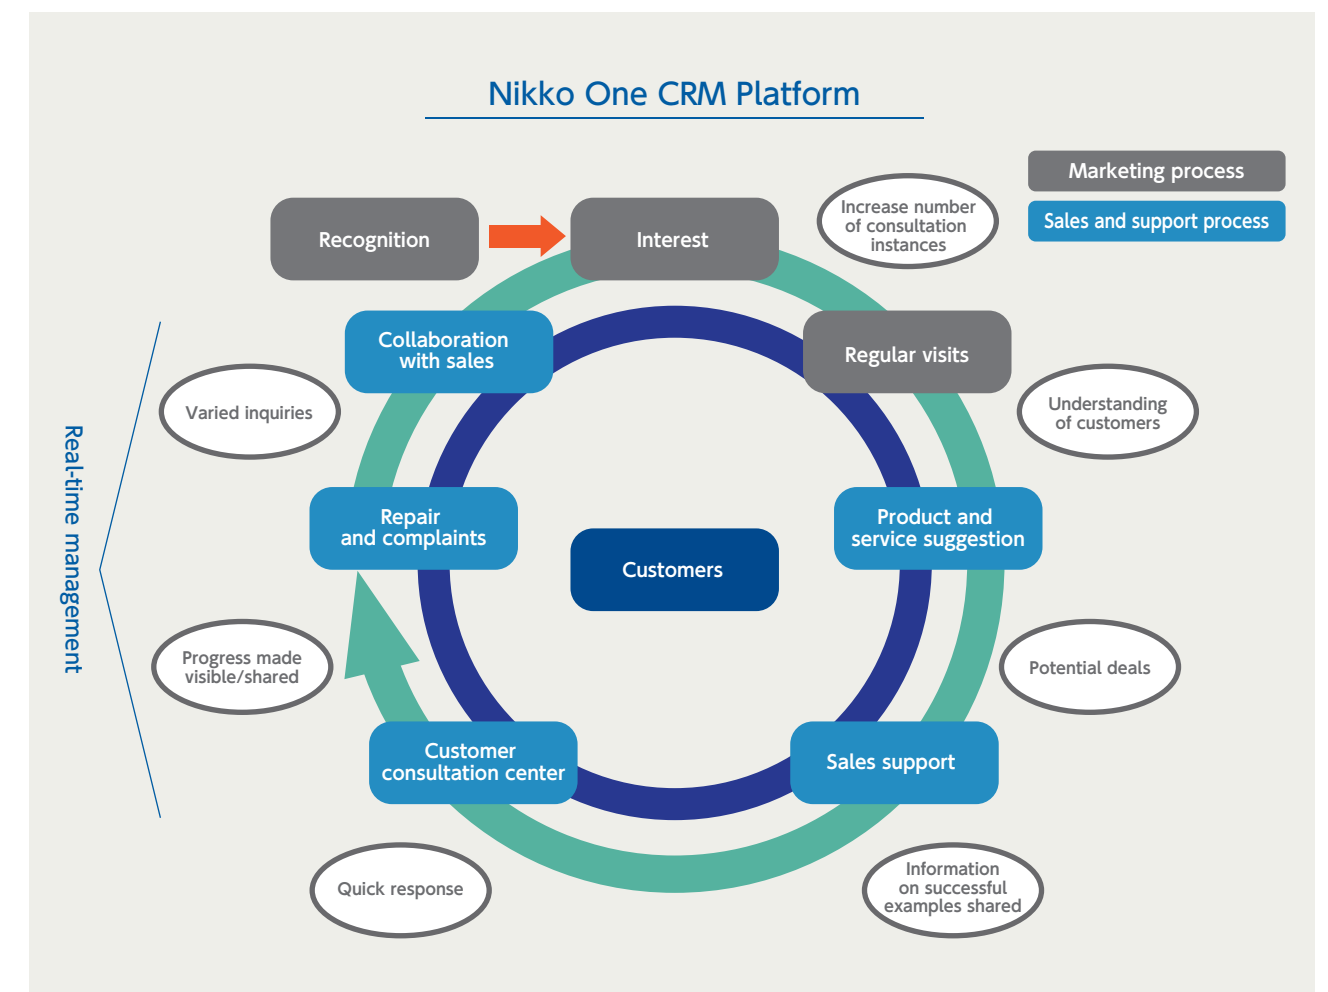 Nikko One CRM Platform
Marketing process
Sales and support process
Recognition
Interest
Increase number
of consultation
instances
Collaboration
with sales
Regular visits
Varied inquiries
Understanding
of customers
Real-time management
Repair
and complaints
Product and
service suggestion
Customers
Progress made
visible/shared
Potential deals
Customer
consultation center
Sales support
Quick response
Information
on successful
examples shared